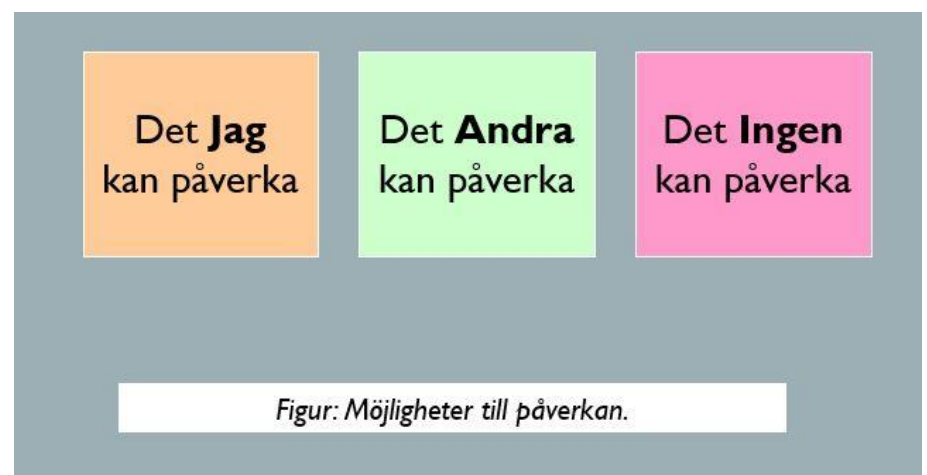 Det Jag
kan påverka
Det Andra
kan påverka
Det Ingen
kan påverka
Figur: Möjligheter till påverkan.